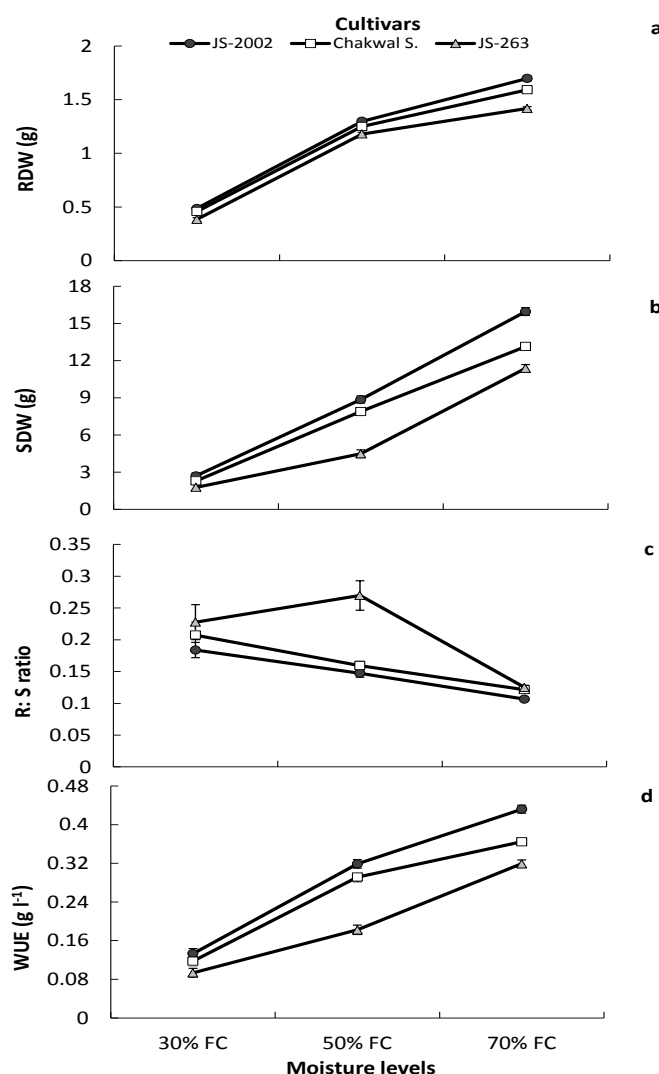 Cultivars
JS-2002 Chakwal S. JS-263
a
2
1.5
1
0.5
0
RDW (g)
b
18
15
12
9
6
3
0
SDW (g)
c
0.35
0.3
0.25
0.2
0.15
0.1
0.05
0
R: S ratio
d
0.48
0.4
0.32
0.24
0.16
0.08
0
WUE (g l⁻¹)
30% FC 50% FC 70% FC
Moisture levels